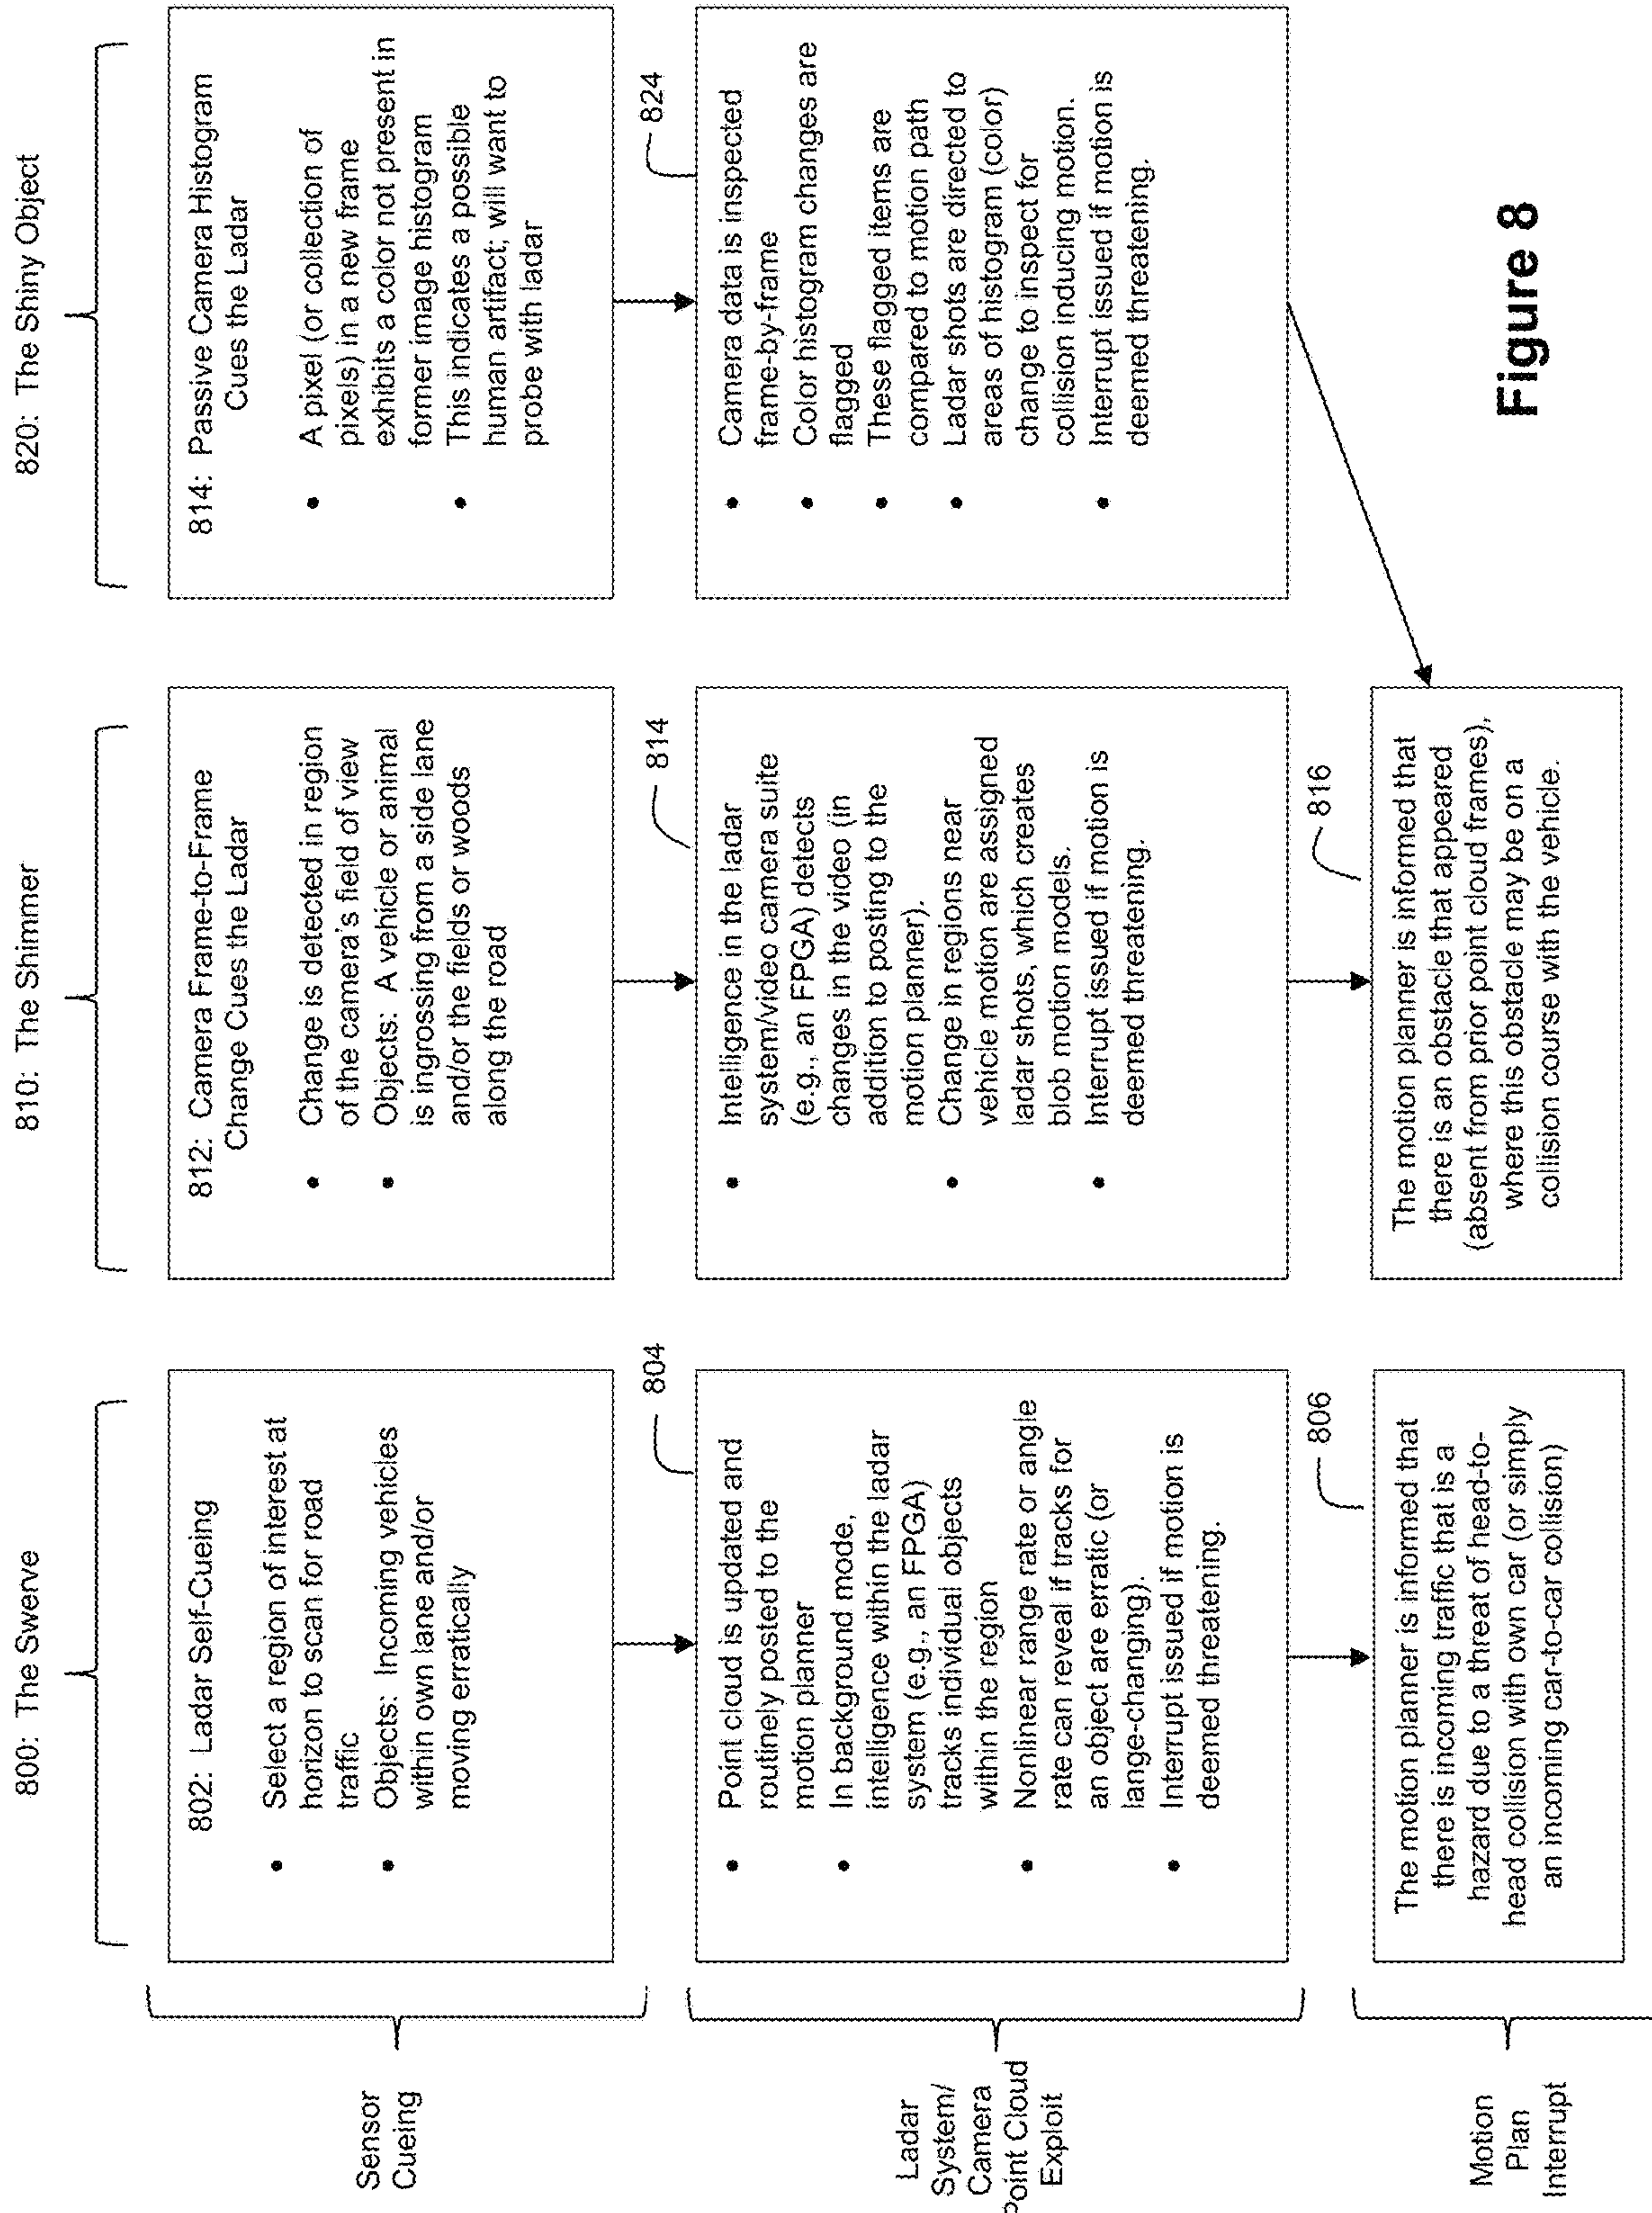 800: The Swerve
810: The Shimmer
820: The Shiny Object
Sensor
Cueing
802: Ladar Self-Cueing
• Select a region of interest at
horizon to scan for road
traffic
• Objects: Incoming vehicles
within own lane and/or
moving erratically
812: Camera Frame-to-Frame
Change Cues the Ladar
• Change is detected in region
of the camera's field of view
• Objects: A vehicle or animal
is ingrossing from a side lane
and/or the fields or woods
along the road
814: Passive Camera Histogram
Cues the Ladar
• A pixel (or collection of
pixels) in a new frame
exhibits a color not present in
former image histogram
• This indicates a possible
human artifact; will want to
probe with ladar
Ladar
System/
Camera
Point Cloud
Exploit
804
• Point cloud is updated and
routinely posted to the
motion planner
• In background mode,
intelligence within the ladar
system (e.g., an FPGA)
tracks individual objects
within the region
• Nonlinear range rate or angle
rate can reveal if tracks for
an object are erratic (or
lange-changing).
• Interrupt issued if motion is
deemed threatening.
814
• Intelligence in the ladar
system/video camera suite
(e.g., an FPGA) detects
changes in the video (in
addition to posting to the
motion planner).
• Change in regions near
vehicle motion are assigned
ladar shots, which creates
blob motion models.
• Interrupt issued if motion is
deemed threatening.
824
• Camera data is inspected
frame-by-frame
• Color histogram changes are
flagged
• These flagged items are
compared to motion path
• Ladar shots are directed to
areas of histogram (color)
change to inspect for
collision inducing motion.
• Interrupt issued if motion is
deemed threatening.
Motion
Plan
Interrupt
806
The motion planner is informed that
there is incoming traffic that is a
hazard due to a threat of head-to-
head collision with own car (or simply
an incoming car-to-car collision)
816
The motion planner is informed that
there is an obstacle that appeared
(absent from prior point cloud frames),
where this obstacle may be on a
collision course with the vehicle.
Figure 8